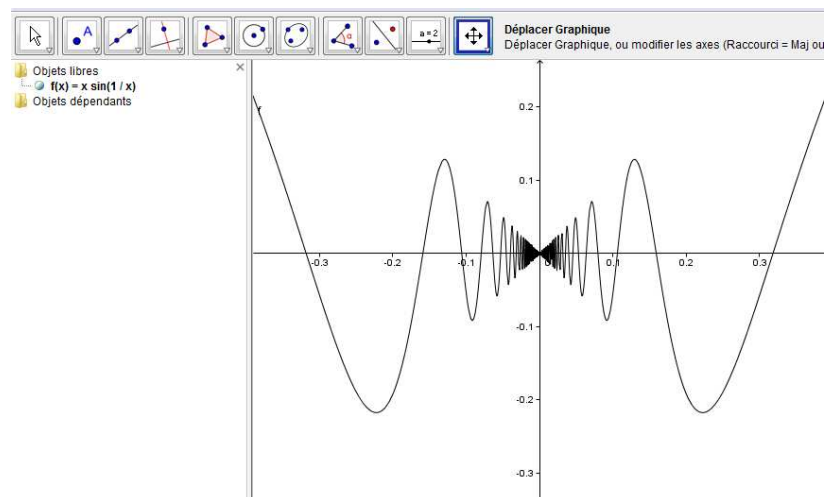 A
α
a = 2
Déplacer Graphique
Déplacer Graphique, ou modifier les axes (Raccourci = Maj ou
Objets libres
f(x) = x sin(1 / x)
Objets dépendants
f
0.2
0.1
-0.3
-0.2
-0.1
0.1
0.2
0.3
-0.1
-0.2
-0.3